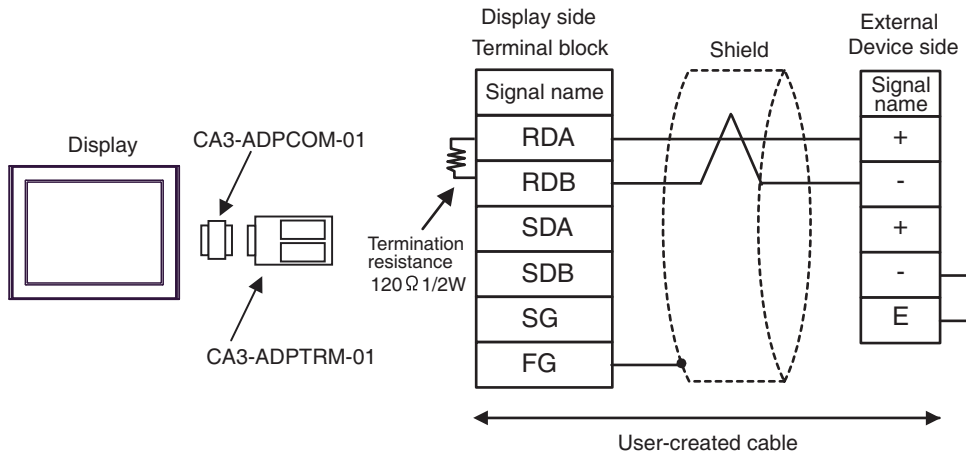 Display side
Terminal block
Shield
External
Device side
Signal name
Signal
name
Display
CA3-ADPCOM-01
RDA
+
RDB
-
SDA
+
Termination
resistance
120 Ω 1/2W
SDB
-
SG
E
CA3-ADPTRM-01
FG
User-created cable